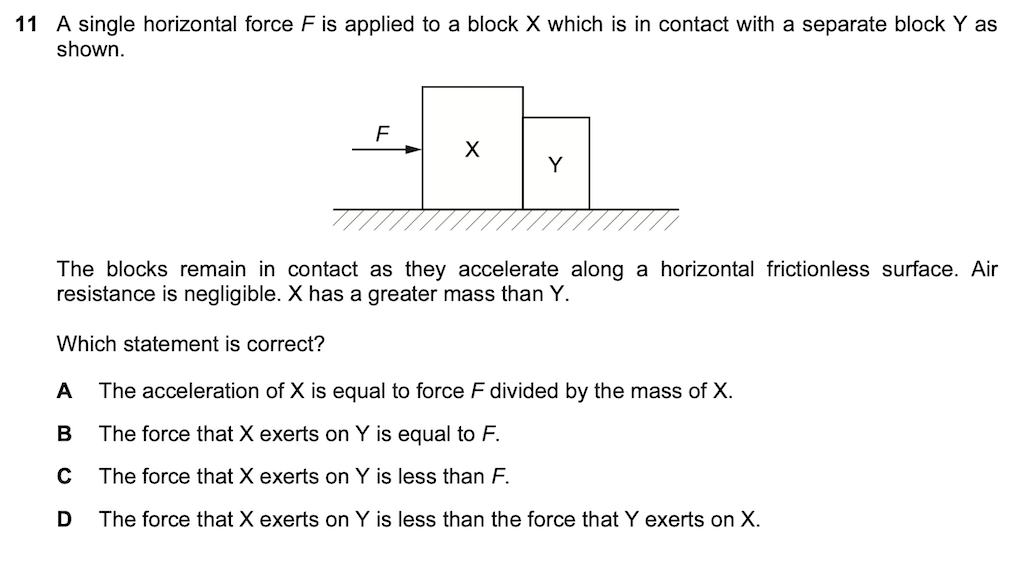 11 A single horizontal force F is applied to a block X which is in contact with a separate block Y as
shown.
F
X
Y
The blocks remain in contact as they accelerate along a horizontal frictionless surface. Air
resistance is negligible. X has a greater mass than Y.
Which statement is correct?
A The acceleration of X is equal to force F divided by the mass of X.
B The force that X exerts on Y is equal to F.
C The force that X exerts on Y is less than F.
D The force that X exerts on Y is less than the force that Y exerts on X.